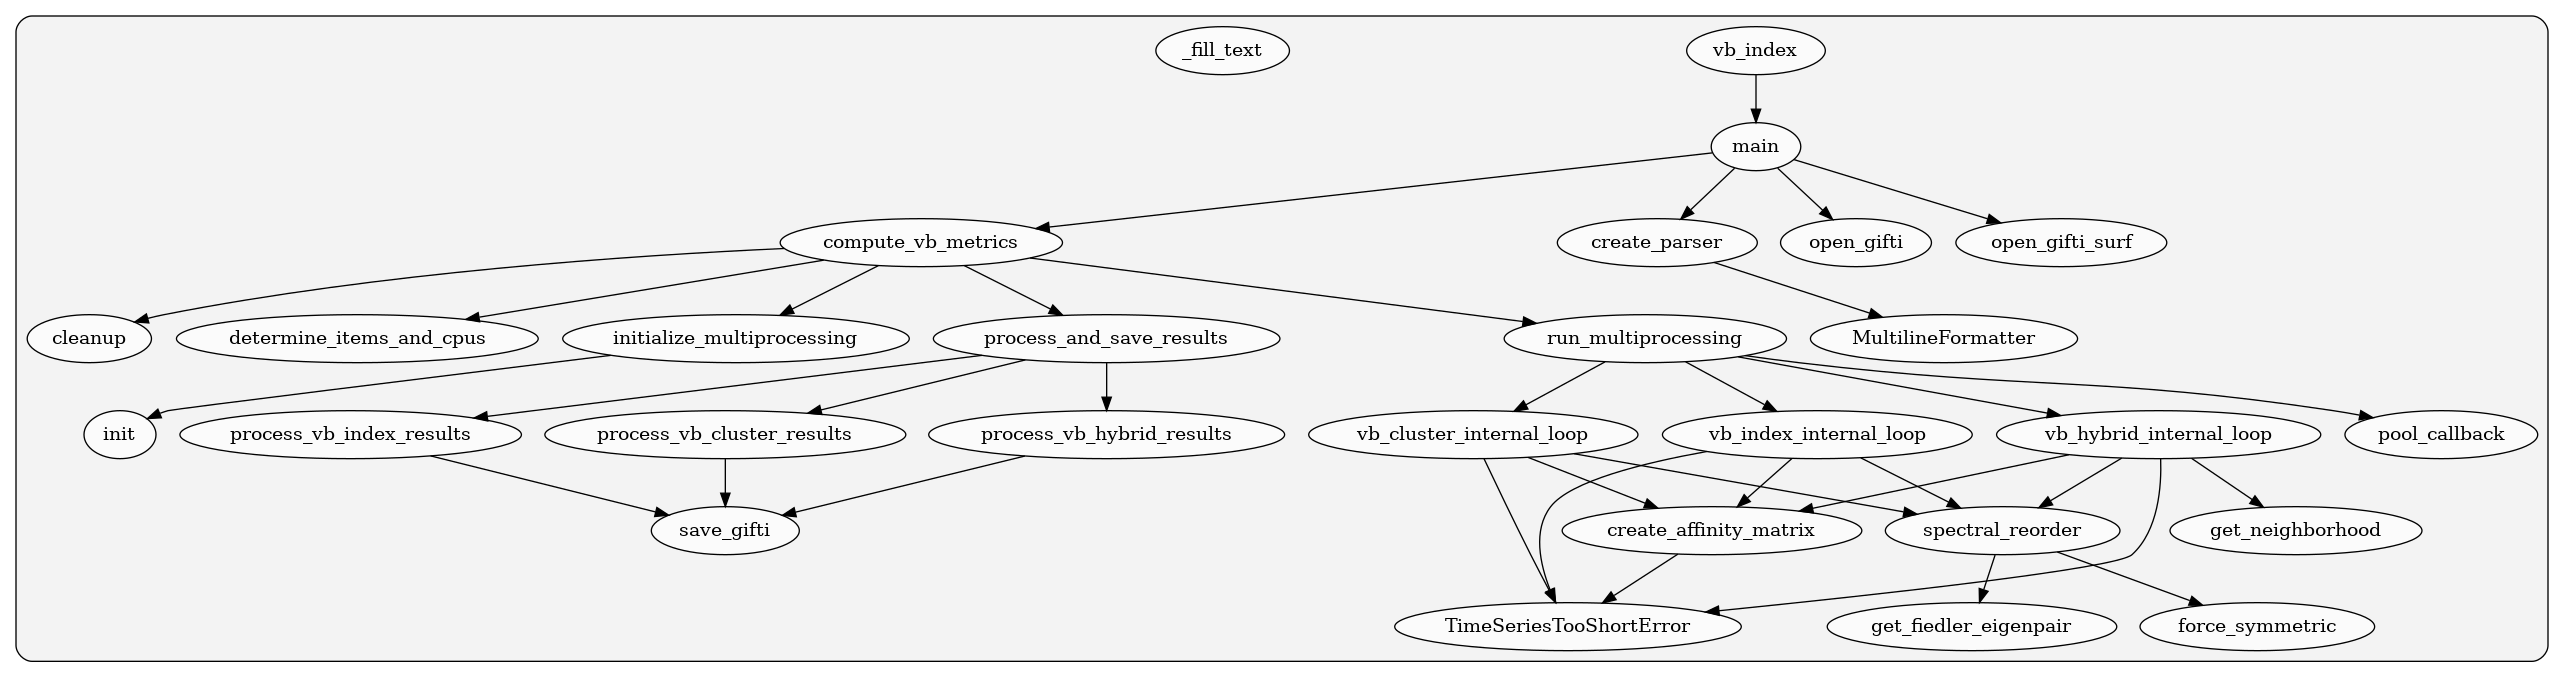 _fill_text
vb_index
main
compute_vb_metrics
create_parser
open_gifti
open_gifti_surf
cleanup
determine_items_and_cpus
initialize_multiprocessing
process_and_save_results
run_multiprocessing
MultilineFormatter
init
process_vb_index_results
process_vb_cluster_results
process_vb_hybrid_results
vb_cluster_internal_loop
vb_index_internal_loop
vb_hybrid_internal_loop
pool_callback
save_gifti
create_affinity_matrix
spectral_reorder
get_neighborhood
TimeSeriesTooShortError
get_fiedler_eigenpair
force_symmetric